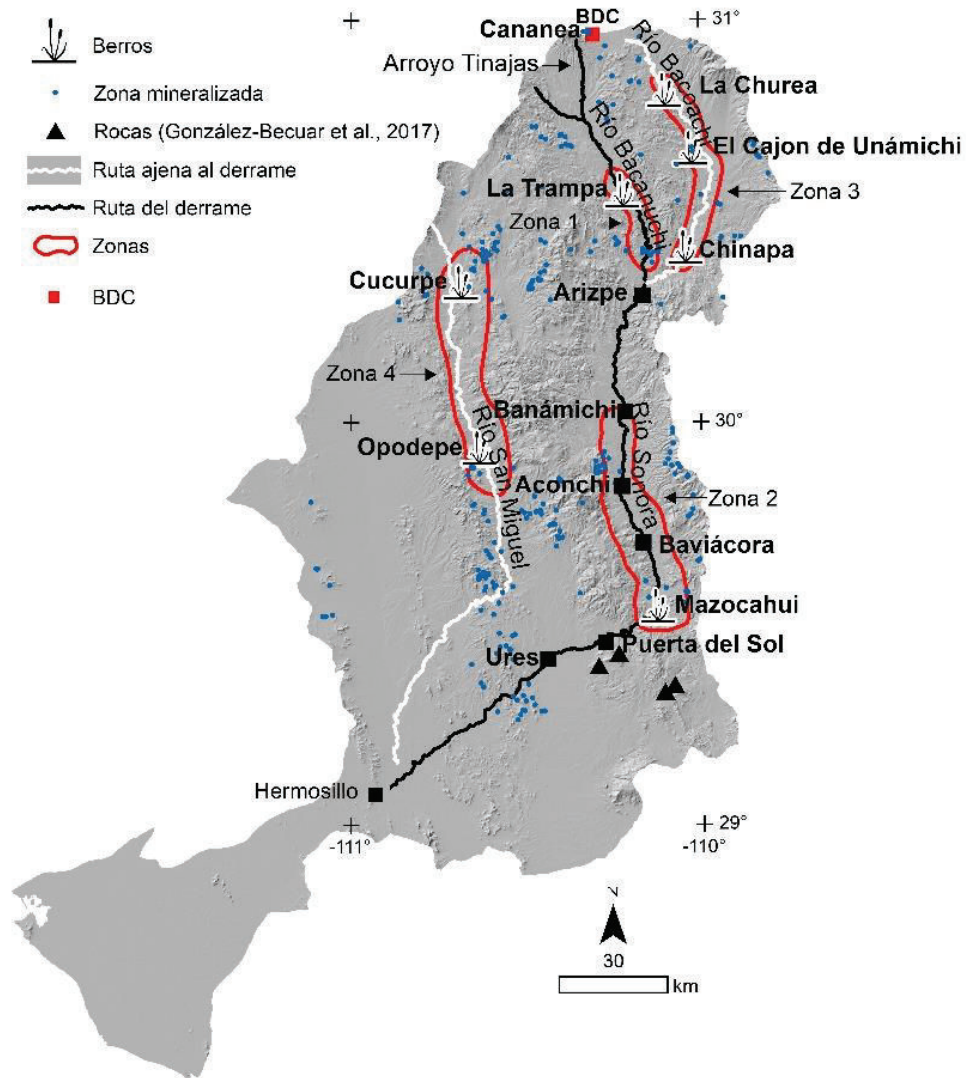 Berros
Zona mineralizada
Rocas (González-Becuar et al., 2017)
Ruta ajena al derrame
Ruta del derrame
Zonas
BDC
BDC
31°
Cananea
Arroyo Tinajas
Río Bacoachi
La Churea
Río Bacanuchi
El Cajon de Unámichi
La Trampa
Zona 3
Zona 1
Chinapa
Cucurpe
Arizpe
Zona 4
Banámichi
30°
Río San Miguel
Río Sonora
Opodepe
Aconchi
Zona 2
Baviácora
Mazocahui
Puerta del Sol
Ures
Hermosillo
29°
-111°
-110°
N
30
km